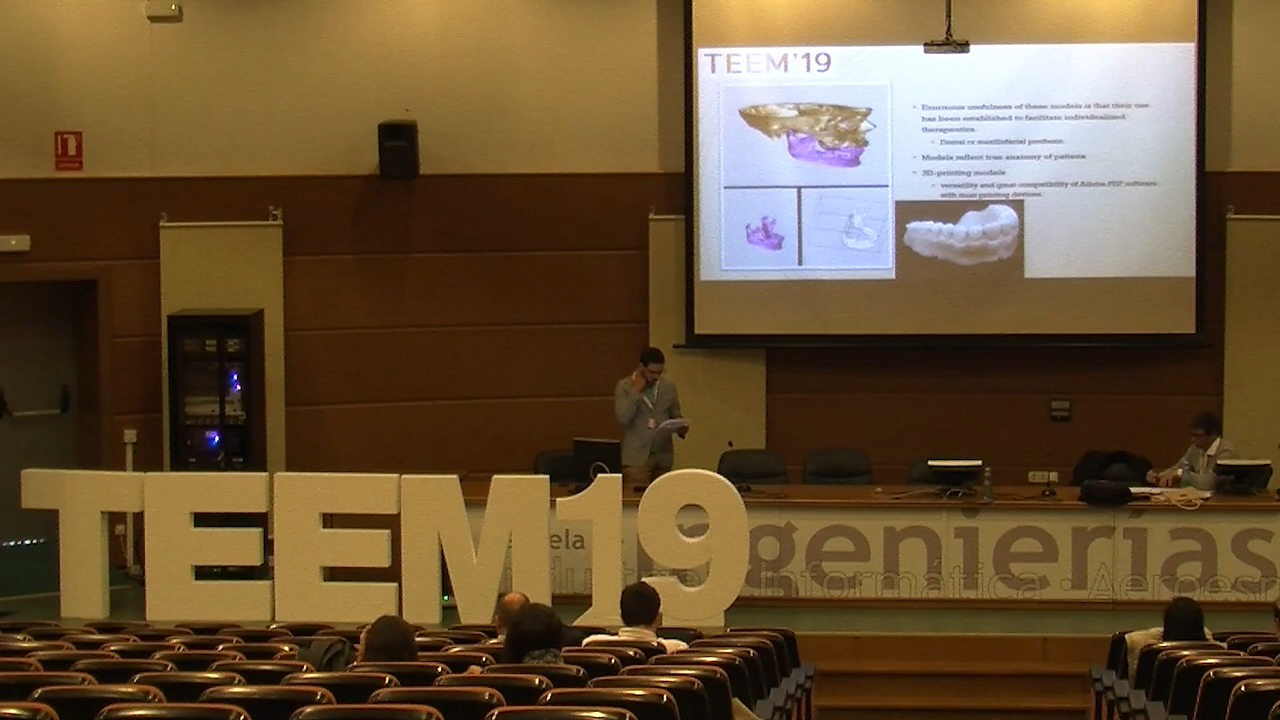 TEEM'19
- Enormous usefulness of these models is that their use
has been established to facilitate individualized
therapeutics.
- Dental or maxillofacial prosthesis.
- Models reflect true anatomy of patients
- 3D-printing models
- versatility and great compatibility of Adobe PDF software
with most printing devices.
TEEM19
ela
genierías
Informática · Aeroes